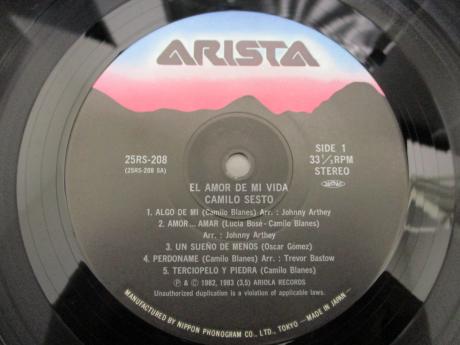 ARISTA
25RS-208
(25RS-208 SA)
SIDE 1
33 1/3 RPM
STEREO
EL AMOR DE MI VIDA
CAMILO SESTO
1. ALGO DE MI (Camilo Blanes) Arr. : Johnny Arthey
2. AMOR... AMAR (Lucia Bosé-Camilo Blanes)
Arr. : Johnny Arthey
3. UN SUEÑO DE MENOS (Oscar Gómez)
4. PERDONAME (Camilo Blanes) Arr. : Trevor Bastow
5. TERCIOPELO Y PIEDRA (Camilo Blanes)
Ⓟ & © 1982, 1983 (3,5) ARIOLA RECORDS
Unauthorized duplication is a violation of applicable laws.
MANUFACTURED BY NIPPON PHONOGRAM CO., LTD., TOKYO —MADE IN JAPAN—